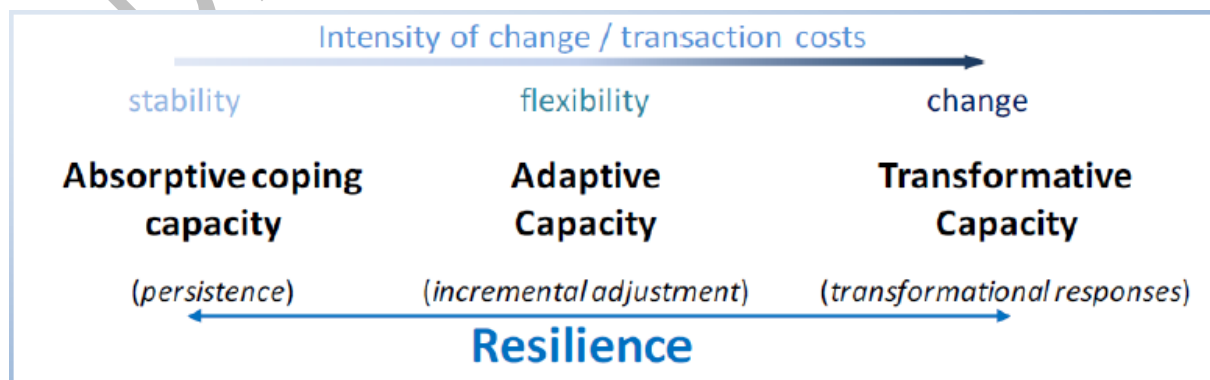 Intensity of change / transaction costs
stability flexibility change
Absorptive coping capacity
Adaptive Capacity
Transformative Capacity
(persistence) (incremental adjustment) (transformational responses)
Resilience